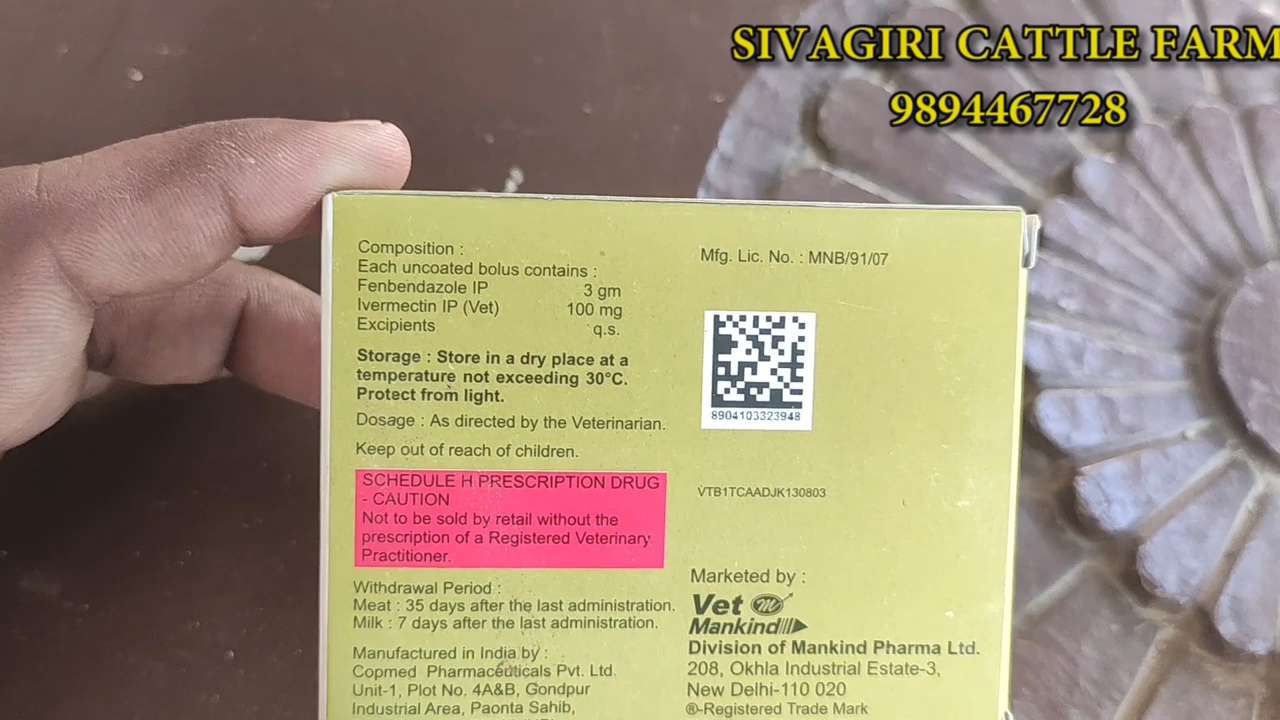 SIVAGIRI CATTLE FARM
9894467728
Composition :
Each uncoated bolus contains :
Fenbendazole IP 3 gm
Ivermectin IP (Vet) 100 mg
Excipients q.s.
Storage : Store in a dry place at a
temperature not exceeding 30°C.
Protect from light.
Dosage : As directed by the Veterinarian.
Keep out of reach of children.
SCHEDULE H PRESCRIPTION DRUG
- CAUTION
Not to be sold by retail without the
prescription of a Registered Veterinary
Practitioner.
Withdrawal Period :
Meat : 35 days after the last administration.
Milk : 7 days after the last administration.
Manufactured in India by :
Copmed Pharmaceuticals Pvt. Ltd.
Unit-1, Plot No. 4A&B, Gondpur
Industrial Area, Paonta Sahib,
Mfg. Lic. No. : MNB/91/07
8904103323948
VTB1TCAADJK130803
Marketed by :
Vet
Mankind
Division of Mankind Pharma Ltd.
208, Okhla Industrial Estate-3,
New Delhi-110 020
®-Registered Trade Mark